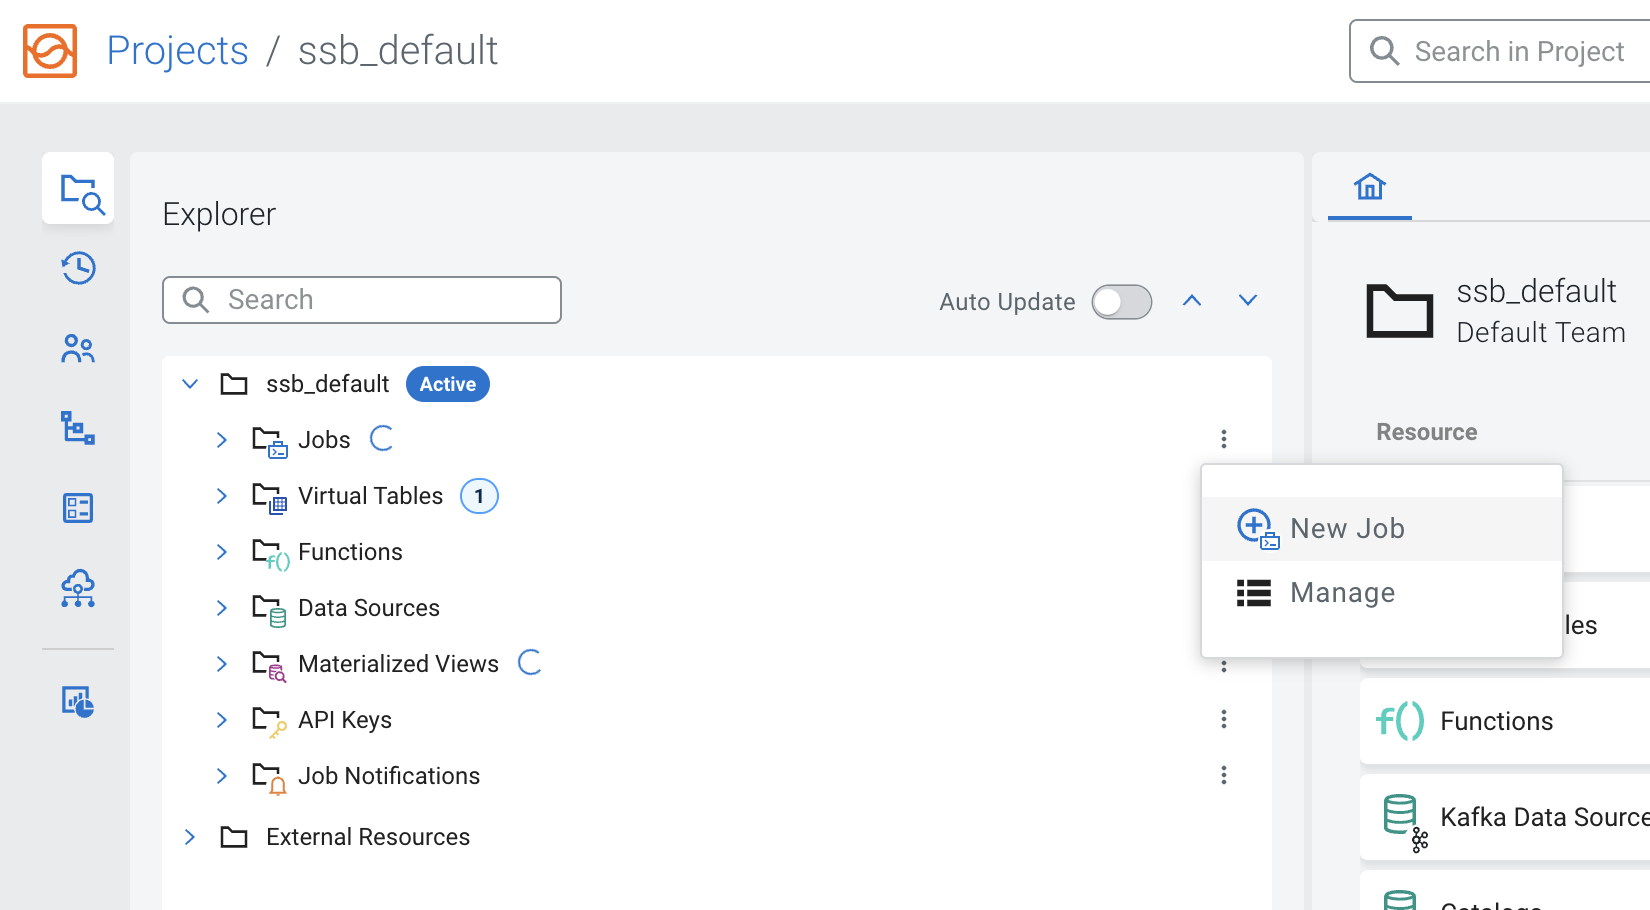 Projects / ssb_default
Search in Project
Explorer
Search
Auto Update
ssb_default Active
Jobs
Virtual Tables 1
Functions
Data Sources
Materialized Views
API Keys
Job Notifications
External Resources
New Job
Manage
ssb_default
Default Team
Resource
les
f() Functions
Kafka Data Source